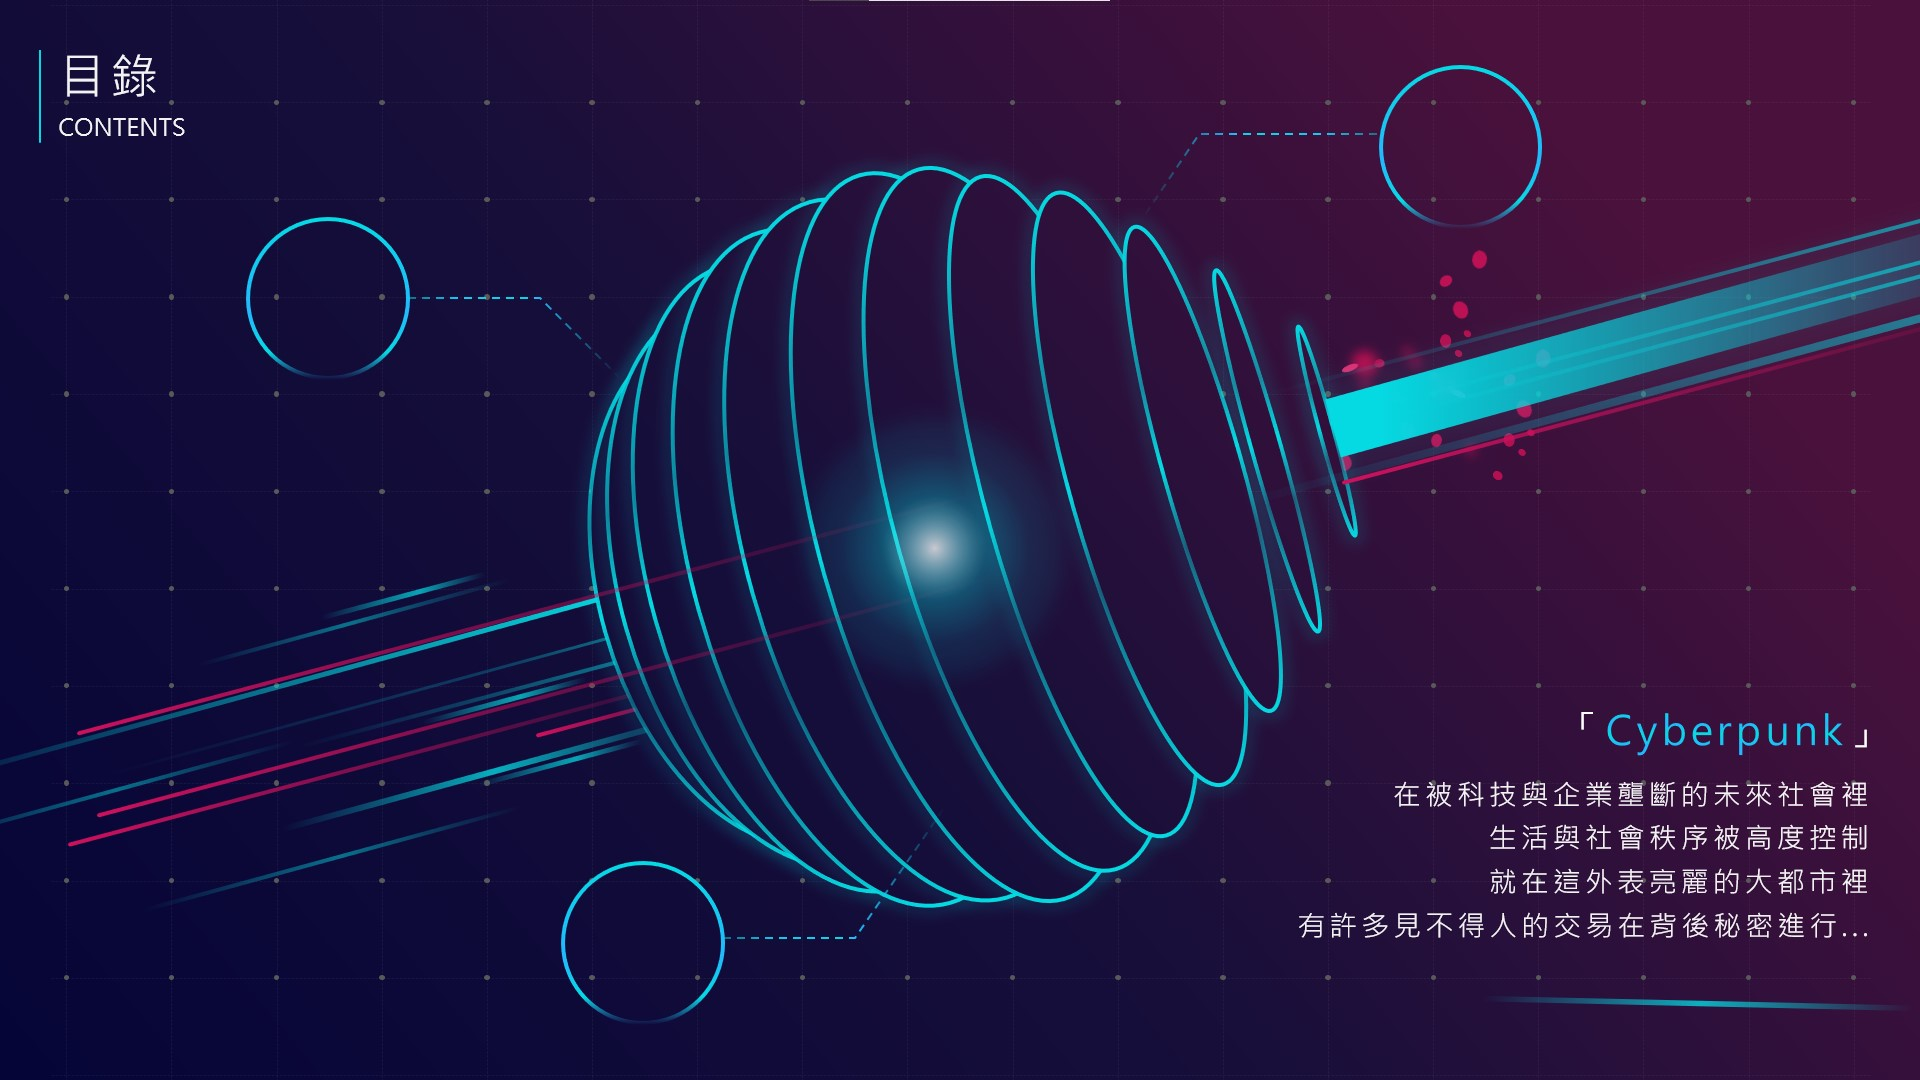 目錄
CONTENTS
「Cyberpunk」
在被科技與企業壟斷的未來社會裡
生活與社會秩序被高度控制
就在這外表亮麗的大都市裡
有許多見不得人的交易在背後秘密進行...